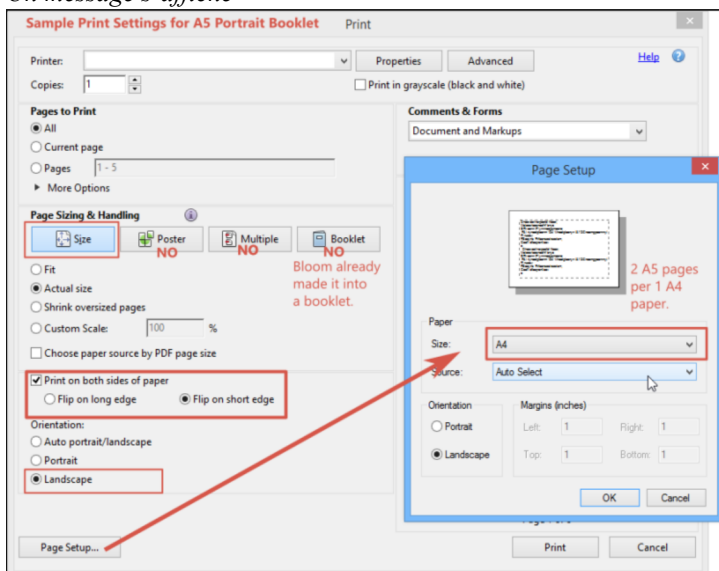 On message s'affiche
Sample Print Settings for A5 Portrait Booklet Print
Printer: Properties Advanced Help
Copies: 1 Print in grayscale (black and white)
Pages to Print
All
Current page
Pages 1 - 5
More Options
Comments & Forms
Document and Markups
Page Sizing & Handling
Size Poster Multiple Booklet
NO NO NO
Bloom already
made it into
a booklet.
Fit
Actual size
Shrink oversized pages
Custom Scale: 100 %
Choose paper source by PDF page size
Print on both sides of paper
Flip on long edge Flip on short edge
Orientation:
Auto portrait/landscape
Portrait
Landscape
Page Setup
2 A5 pages
per 1 A4
paper.
Paper
Size: A4
Source: Auto Select
Orientation Margins (inches)
Portrait Left: 1 Right: 1
Landscape Top: 1 Bottom: 1
OK Cancel
Page Setup... Print Cancel